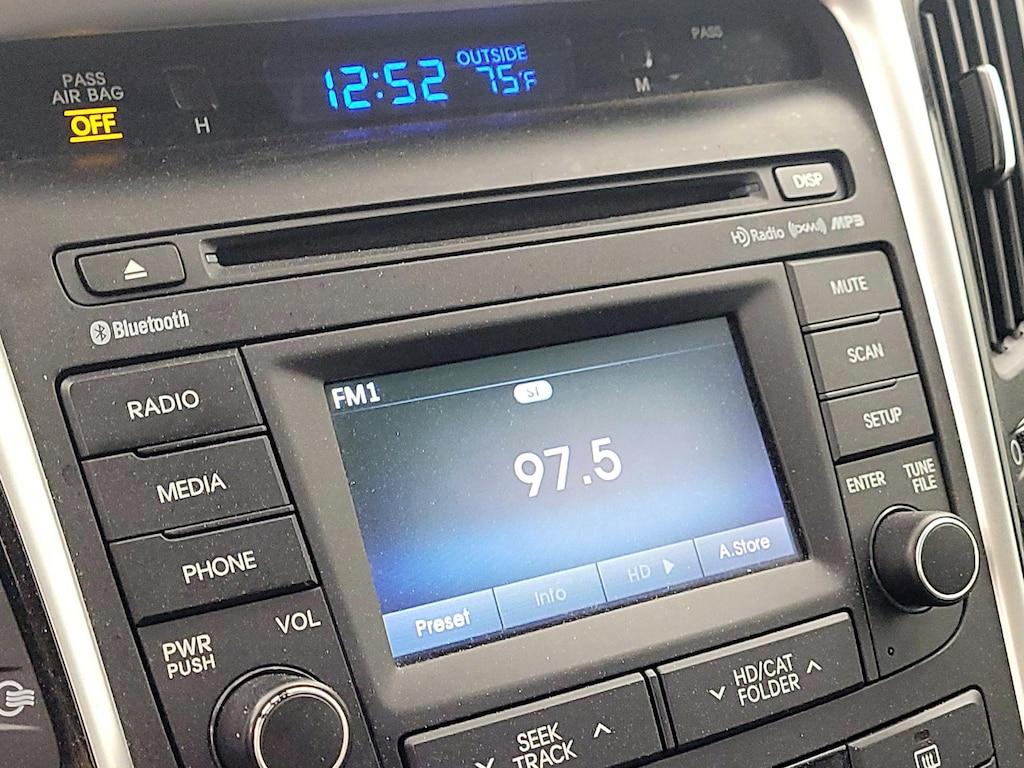 PASS
AIR BAG
OFF
H
12:52
OUTSIDE
75°F
M
PASS
DISP
HD Radio (XM) MP3
Bluetooth
RADIO
MEDIA
PHONE
PWR
PUSH
VOL
FM1
ST
97.5
Preset
Info
HD ▶
A.Store
MUTE
SCAN
SETUP
ENTER
TUNE
FILE
SEEK
TRACK
HD/CAT
FOLDER